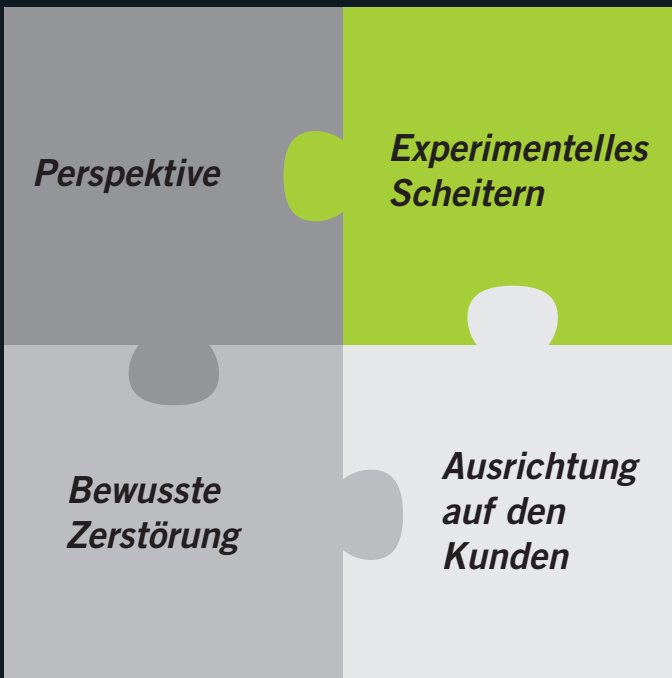 Perspektive
Experimentelles
Scheitern
Bewusste
Zerstörung
Ausrichtung
auf den
Kunden